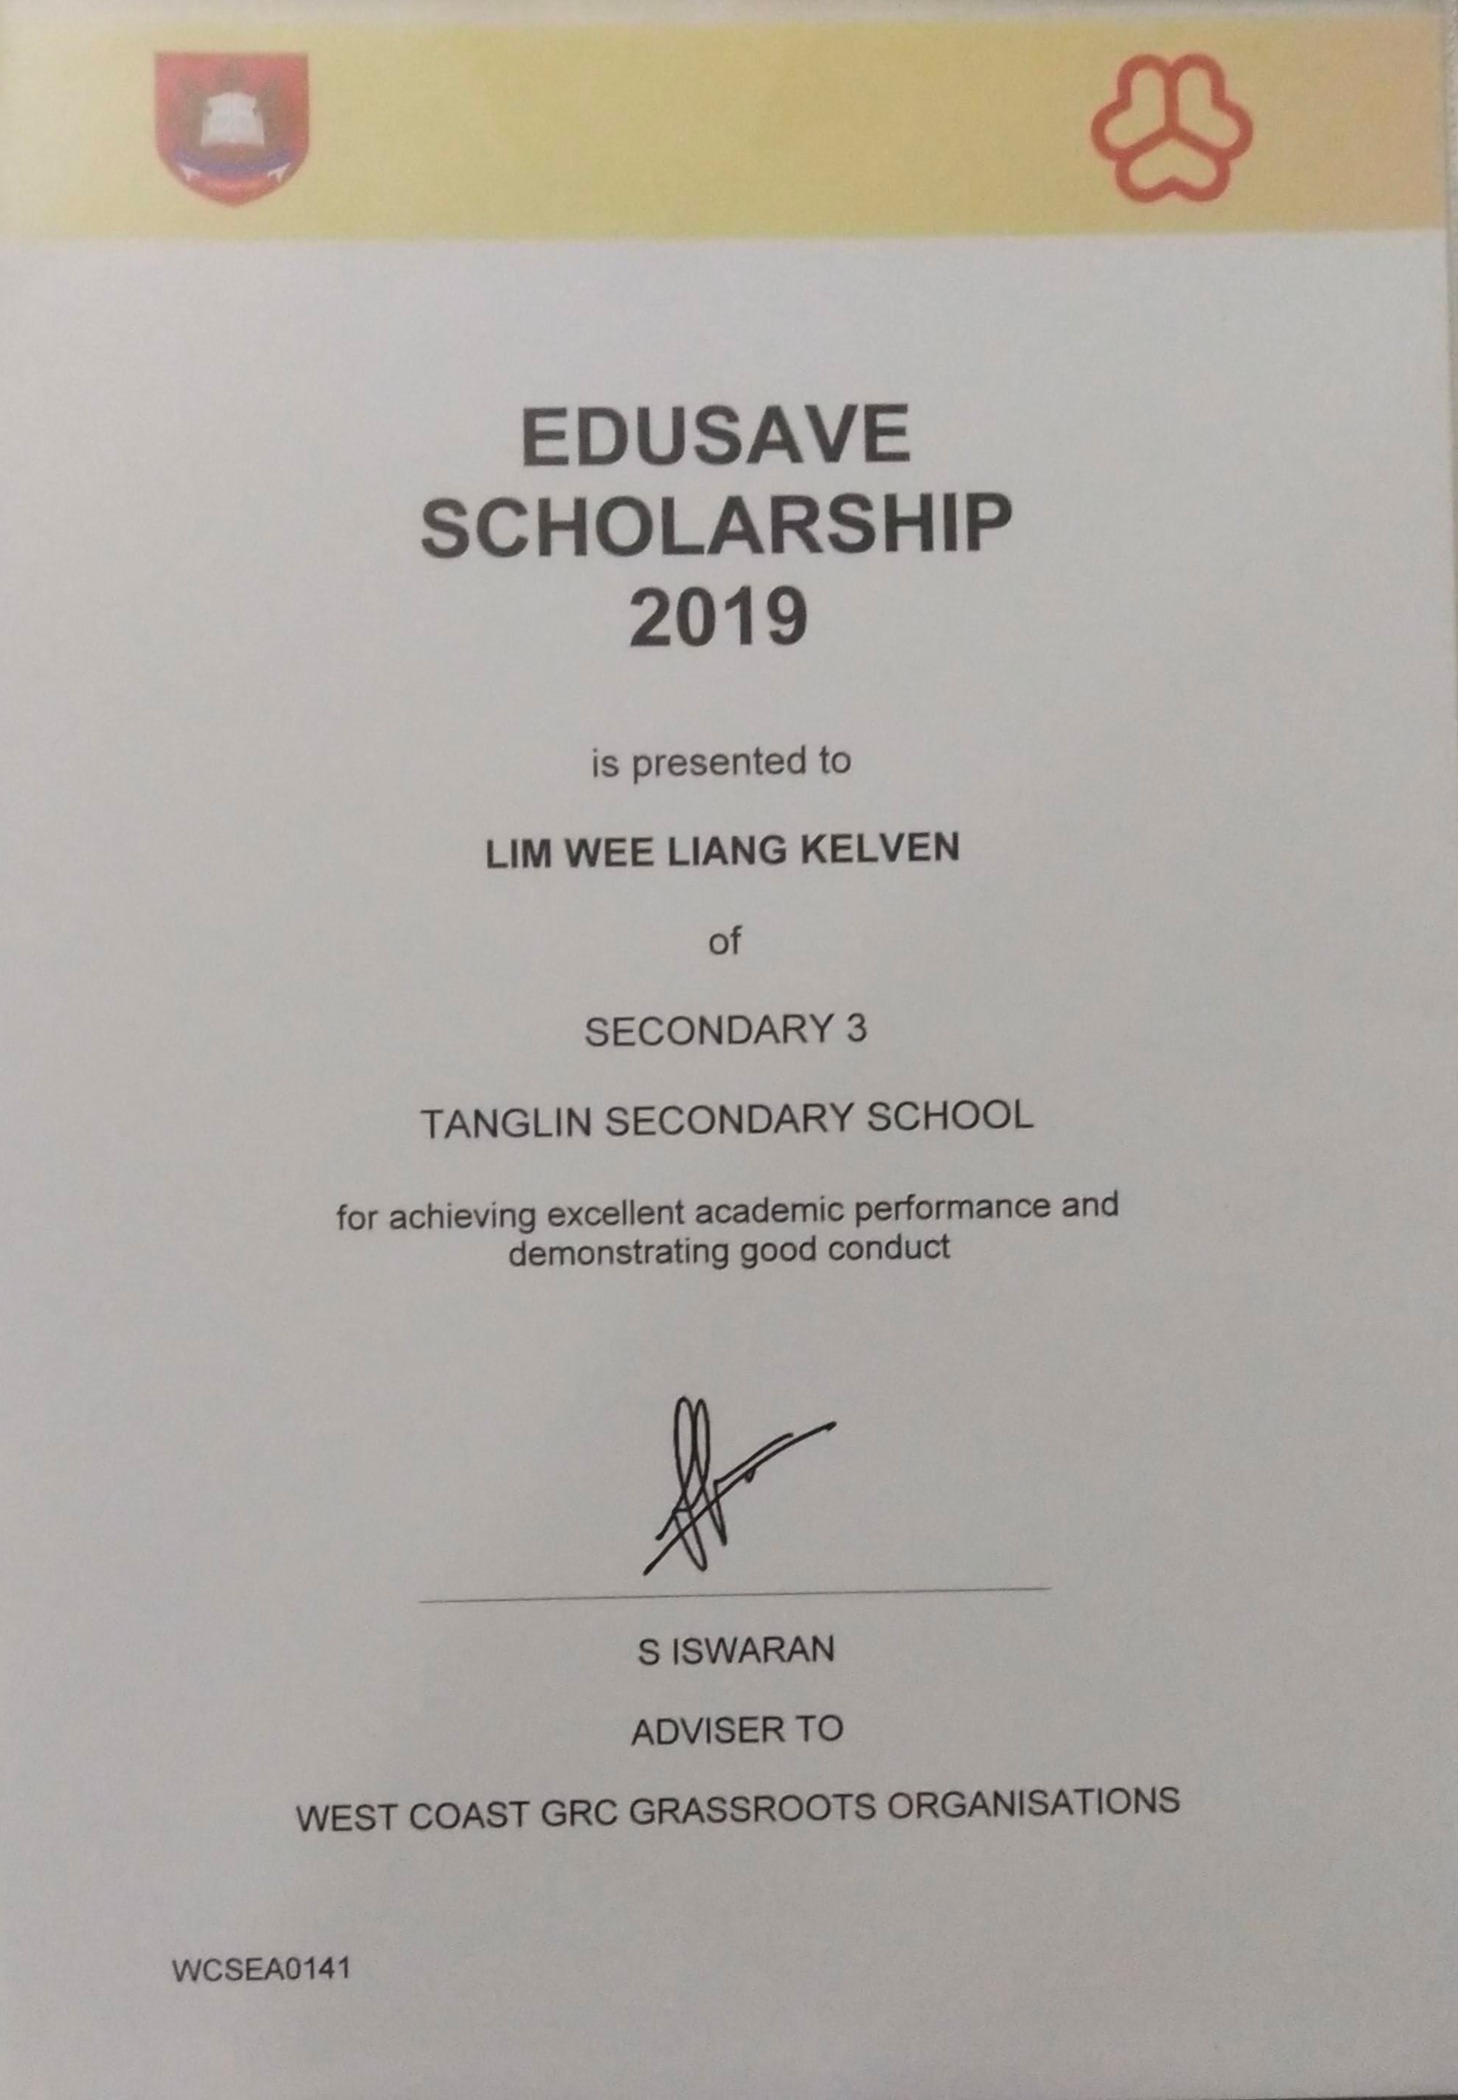 EDUSAVE
SCHOLARSHIP
2019
is presented to
LIM WEE LIANG KELVEN
of
SECONDARY 3
TANGLIN SECONDARY SCHOOL
for achieving excellent academic performance and
demonstrating good conduct
S ISWARAN
ADVISER TO
WEST COAST GRC GRASSROOTS ORGANISATIONS
WCSEA0141